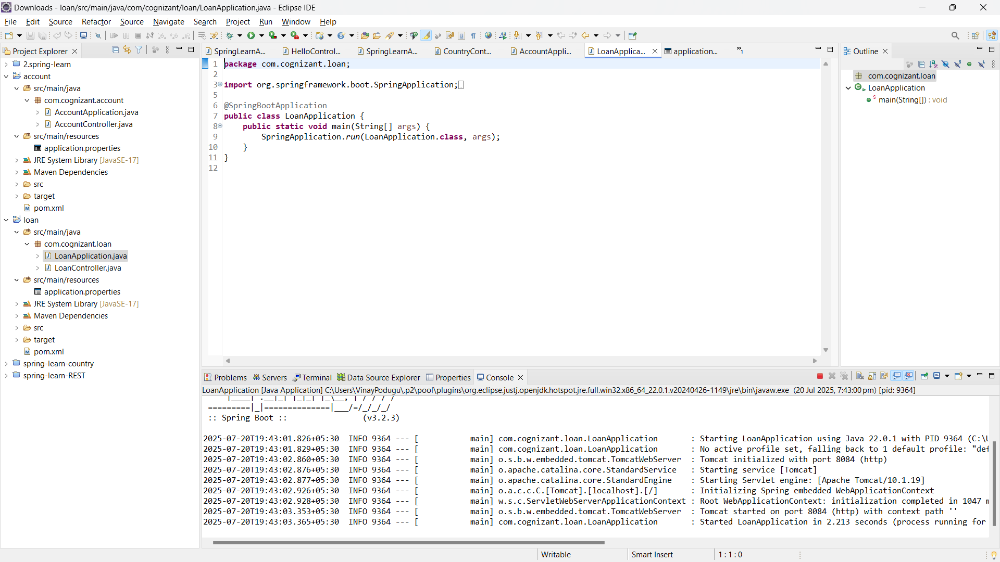 Downloads - loan/src/main/java/com/cognizant/loan/LoanApplication.java - Eclipse IDE
File Edit Source Refactor Source Navigate Search Project Run Window Help
Project Explorer
2.spring-learn
account
src/main/java
com.cognizant.account
AccountApplication.java
AccountController.java
src/main/resources
application.properties
JRE System Library [JavaSE-17]
Maven Dependencies
src
target
pom.xml
loan
src/main/java
com.cognizant.loan
LoanApplication.java
LoanController.java
src/main/resources
application.properties
JRE System Library [JavaSE-17]
Maven Dependencies
src
target
pom.xml
spring-learn-country
spring-learn-REST
SpringLearnA... HelloControl... SpringLearnA... CountryCont... AccountAppli... LoanApplica... application... »1
1 package com.cognizant.loan;
2
3 import org.springframework.boot.SpringApplication;
5
6 @SpringBootApplication
7 public class LoanApplication {
8 public static void main(String[] args) {
9 SpringApplication.run(LoanApplication.class, args);
10 }
11 }
12
Outline
com.cognizant.loan
LoanApplication
main(String[]) : void
Problems Servers Terminal Data Source Explorer Properties Console
LoanApplication [Java Application] C:\Users\VinayPodugu\.p2\pool\plugins\org.eclipse.justj.openjdk.hotspot.jre.full.win32.x86_64_22.0.1.v20240426-1149\jre\bin\javaw.exe (20 Jul 2025, 7:43:00 pm) [pid: 9364]
=========|_|==============|___/=/_/_/_/
:: Spring Boot :: (v3.2.3)
2025-07-20T19:43:01.826+05:30 INFO 9364 --- [ main] com.cognizant.loan.LoanApplication : Starting LoanApplication using Java 22.0.1 with PID 9364 (C:\U
2025-07-20T19:43:01.829+05:30 INFO 9364 --- [ main] com.cognizant.loan.LoanApplication : No active profile set, falling back to 1 default profile: "def
2025-07-20T19:43:02.860+05:30 INFO 9364 --- [ main] o.s.b.w.embedded.tomcat.TomcatWebServer : Tomcat initialized with port 8084 (http)
2025-07-20T19:43:02.876+05:30 INFO 9364 --- [ main] o.apache.catalina.core.StandardService : Starting service [Tomcat]
2025-07-20T19:43:02.877+05:30 INFO 9364 --- [ main] o.apache.catalina.core.StandardEngine : Starting Servlet engine: [Apache Tomcat/10.1.19]
2025-07-20T19:43:02.926+05:30 INFO 9364 --- [ main] o.a.c.c.C.[Tomcat].[localhost].[/] : Initializing Spring embedded WebApplicationContext
2025-07-20T19:43:02.928+05:30 INFO 9364 --- [ main] w.s.c.ServletWebServerApplicationContext : Root WebApplicationContext: initialization completed in 1047 m
2025-07-20T19:43:03.353+05:30 INFO 9364 --- [ main] o.s.b.w.embedded.tomcat.TomcatWebServer : Tomcat started on port 8084 (http) with context path ''
2025-07-20T19:43:03.365+05:30 INFO 9364 --- [ main] com.cognizant.loan.LoanApplication : Started LoanApplication in 2.213 seconds (process running for
Writable Smart Insert 1 : 1 : 0